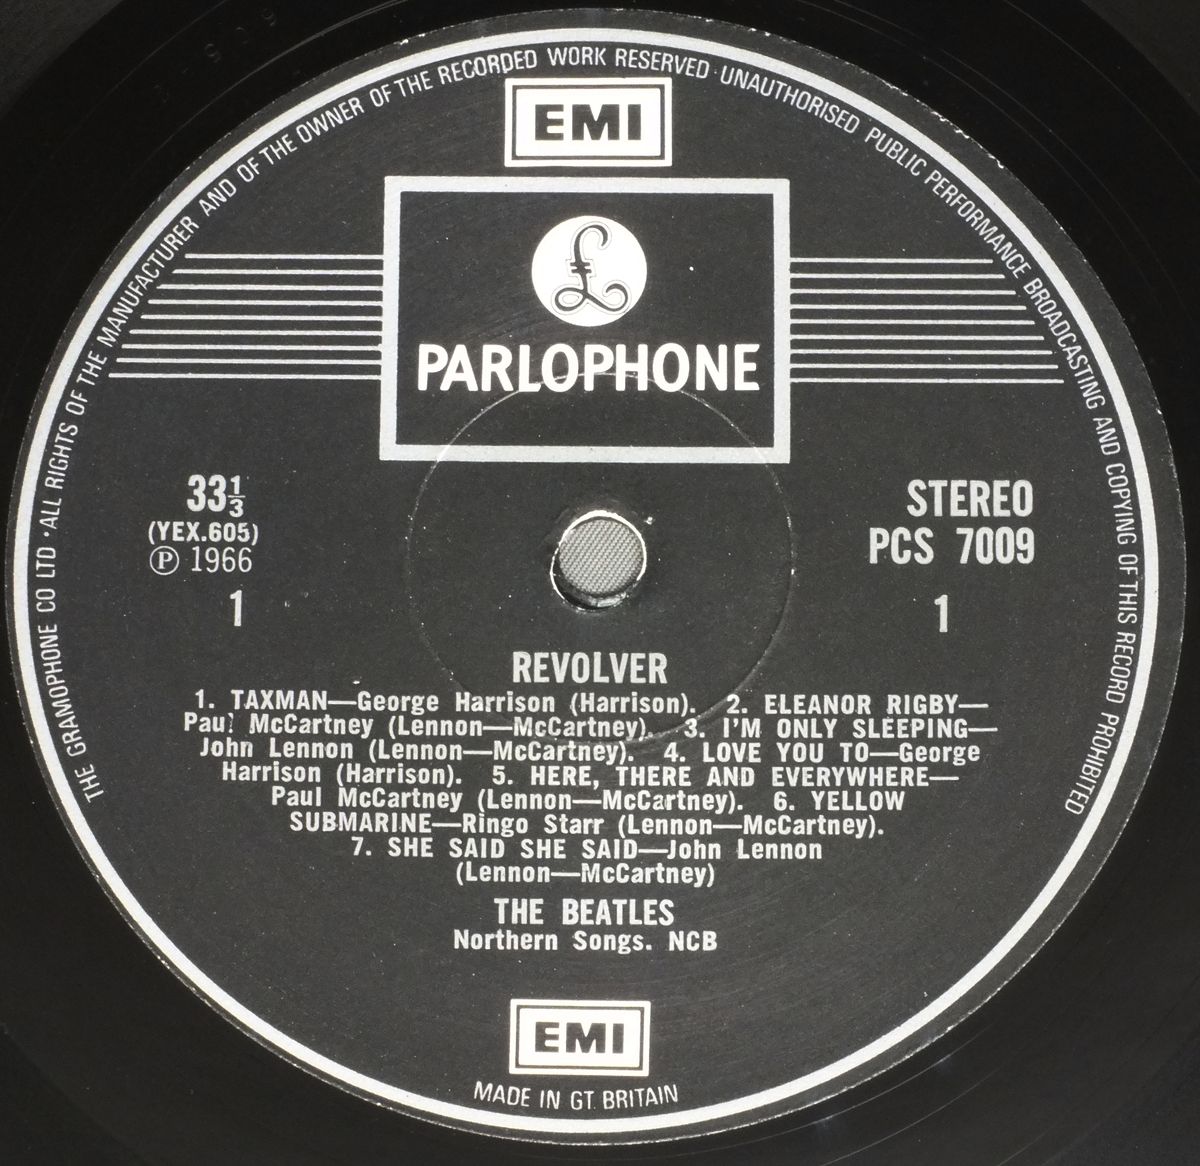 THE GRAMOPHONE CO LTD · ALL RIGHTS OF THE MANUFACTURER AND OF THE OWNER OF THE RECORDED WORK RESERVED · UNAUTHORISED PUBLIC PERFORMANCE BROADCASTING AND COPYING OF THIS RECORD PROHIBITED
EMI
£
PARLOPHONE
33⅓
(YEX.605)
Ⓟ 1966
1
STEREO
PCS 7009
1
REVOLVER
1. TAXMAN—George Harrison (Harrison). 2. ELEANOR RIGBY—
Paul McCartney (Lennon—McCartney). 3. I'M ONLY SLEEPING—
John Lennon (Lennon—McCartney). 4. LOVE YOU TO—George
Harrison (Harrison). 5. HERE, THERE AND EVERYWHERE—
Paul McCartney (Lennon—McCartney). 6. YELLOW
SUBMARINE—Ringo Starr (Lennon—McCartney).
7. SHE SAID SHE SAID—John Lennon
(Lennon—McCartney)
THE BEATLES
Northern Songs. NCB
EMI
MADE IN GT. BRITAIN